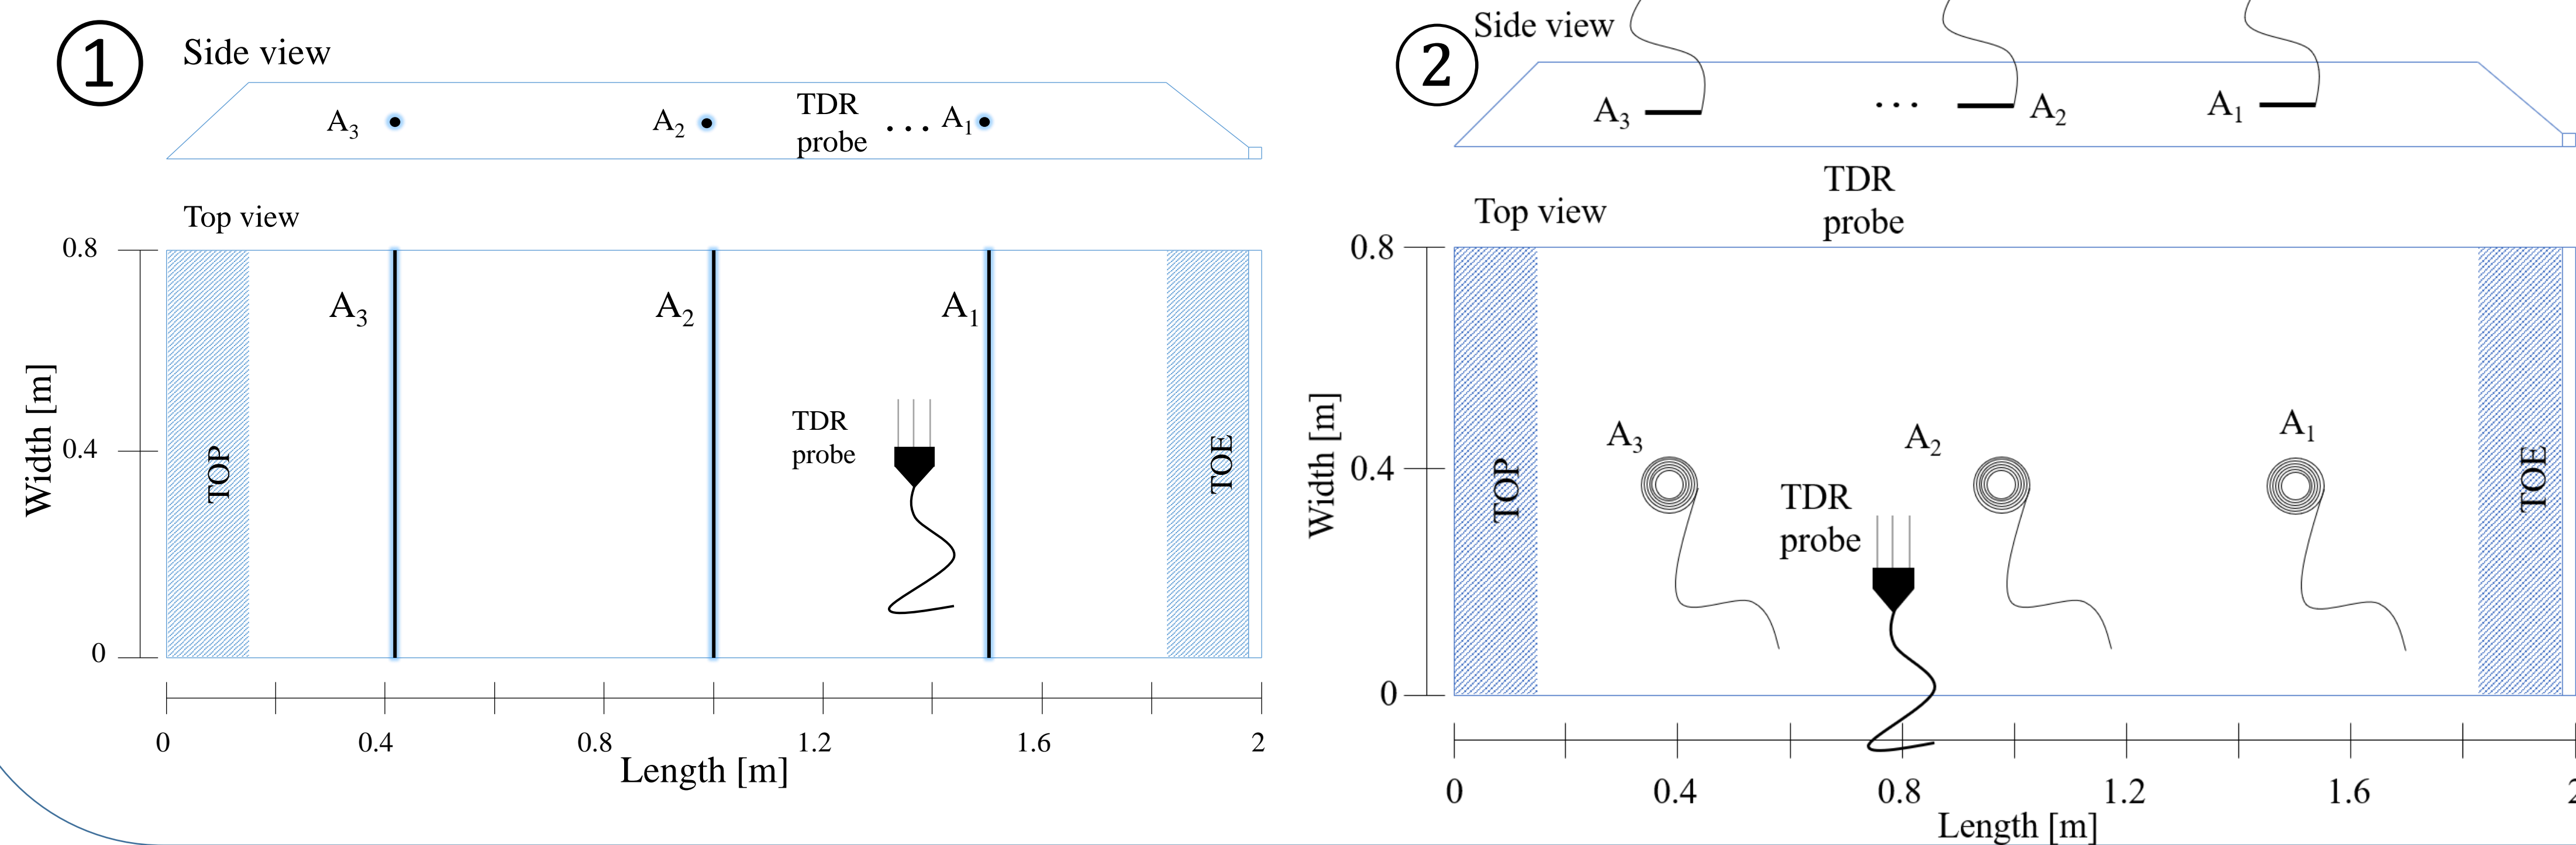 1
Side view
A3
A2
TDR
probe
... A1
Top view
0.8
0.4
0
Width [m]
TOP
A3
A2
A1
TDR
probe
TOE
0
0.4
0.8
1.2
1.6
2
Length [m]
2
Side view
A3
...
A2
A1
TDR
probe
Top view
0.8
0.4
0
Width [m]
TOP
A3
A2
A1
TDR
probe
TOE
0
0.4
0.8
1.2
1.6
2
Length [m]